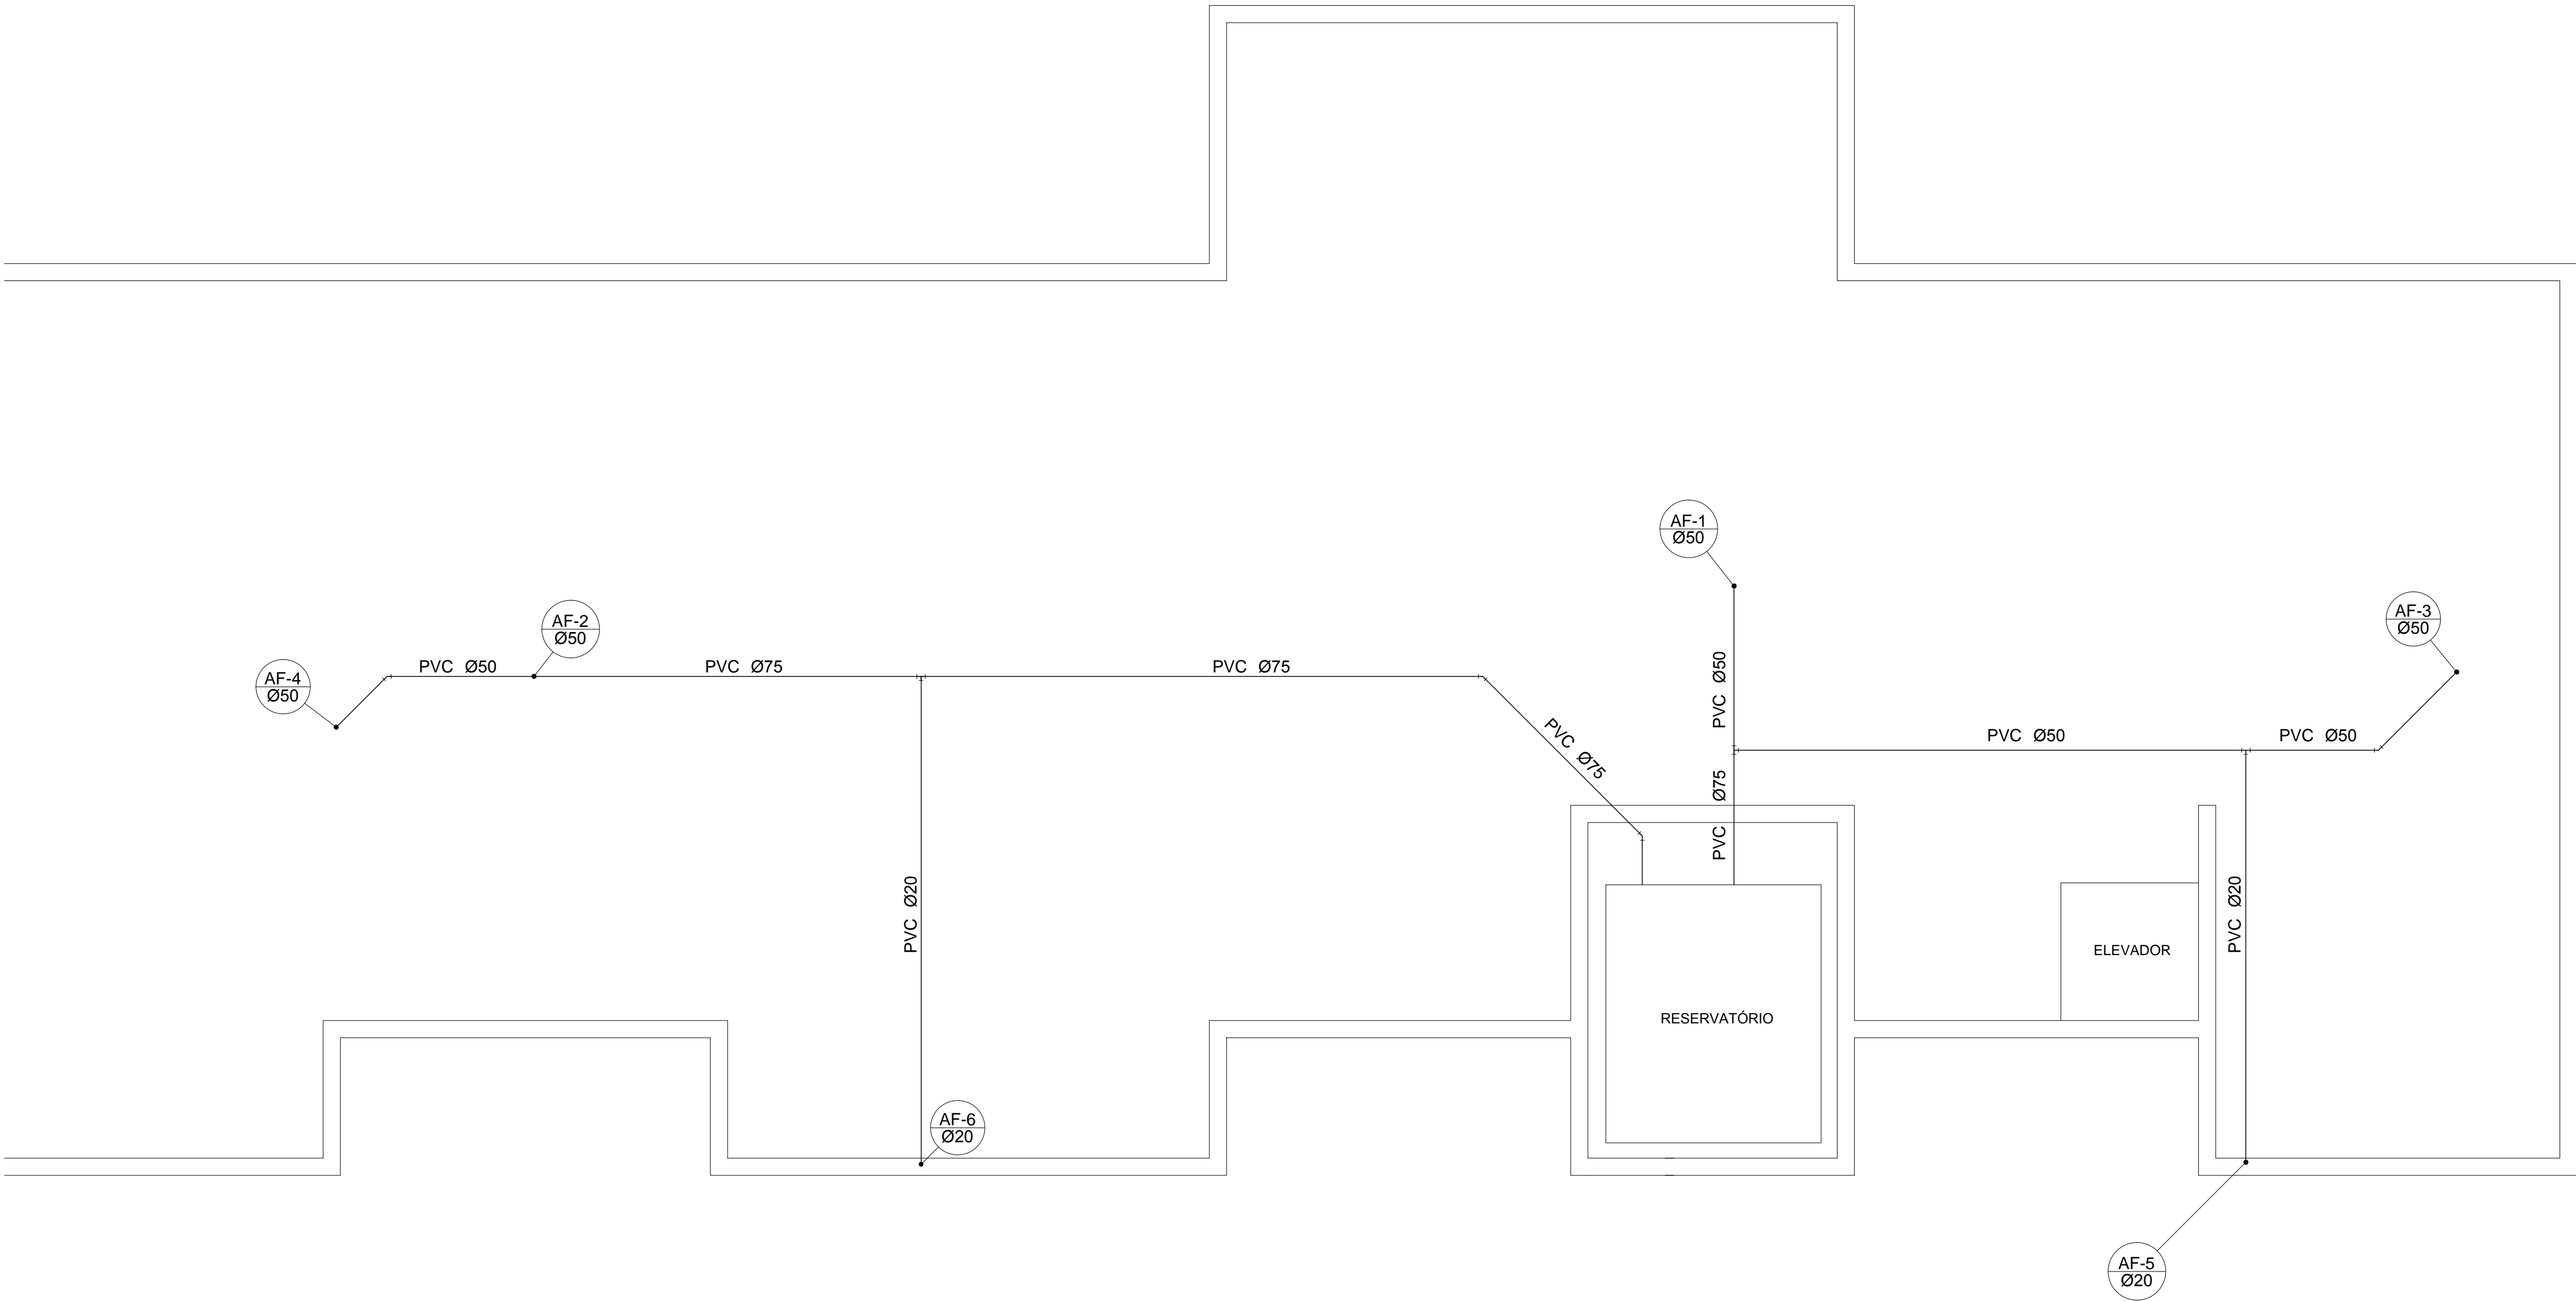 AF-1
Ø50
AF-2
Ø50
AF-3
Ø50
AF-4
Ø50
PVC Ø50
PVC Ø75
PVC Ø75
PVC Ø75
PVC Ø50
PVC Ø75
PVC Ø50
PVC Ø50
PVC Ø20
PVC Ø20
ELEVADOR
RESERVATÓRIO
AF-6
Ø20
AF-5
Ø20